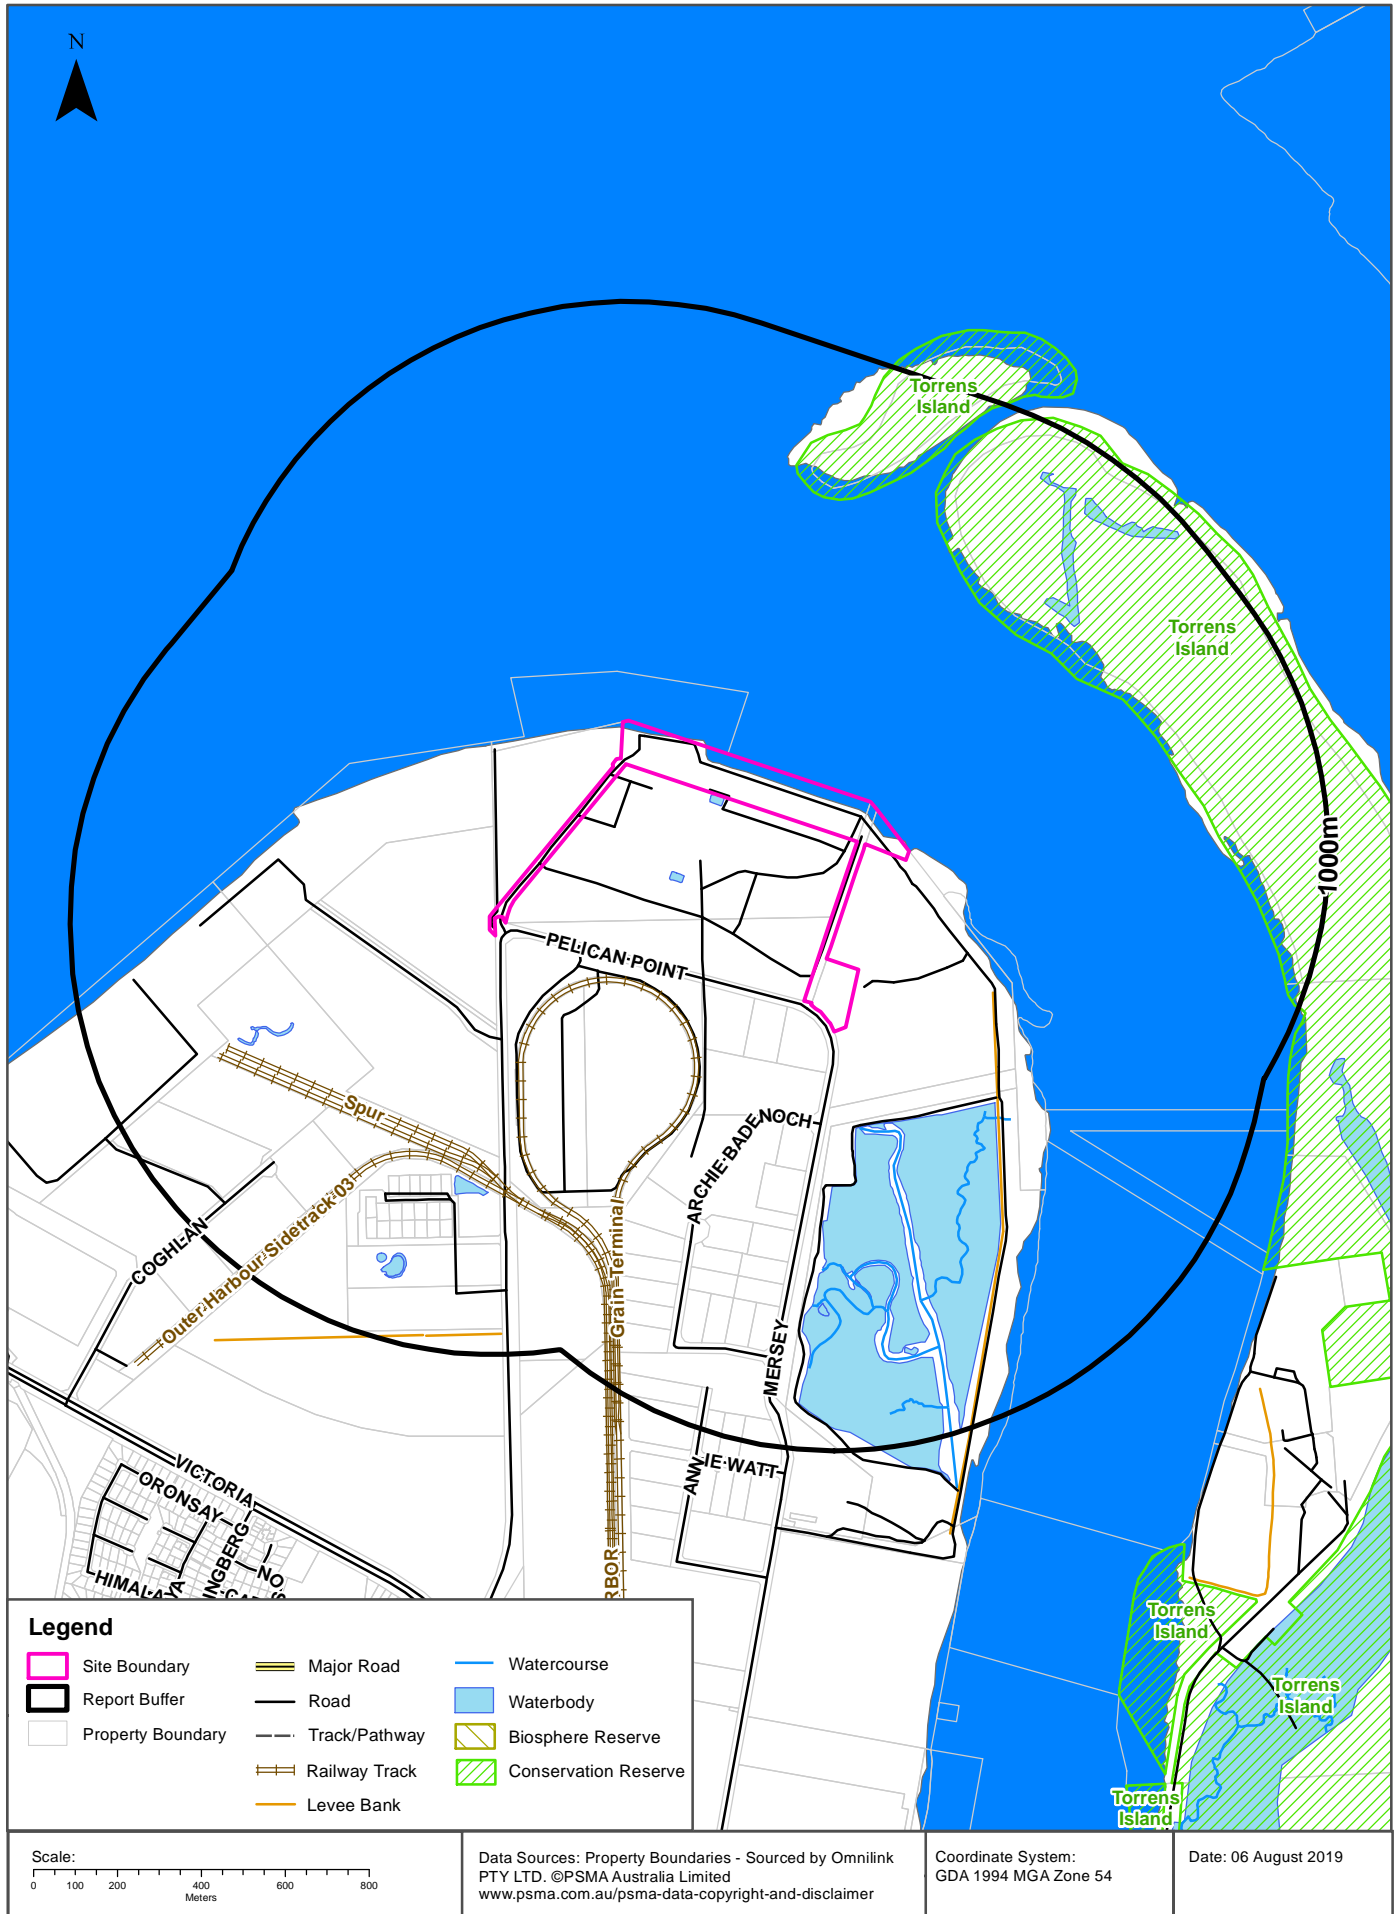 N
Torrens
Island
Torrens
Island
1000m
PELICAN POINT
Spur
ARCHIE BADENOCH
Outer Harbour Sidetrack 03
COGHLAN
Grain Terminal
MERSEY
ANNIE WATT
VICTORIA
ORONSAY
Torrens
Island
Torrens
Island
Torrens
Island
Legend
Site Boundary
Report Buffer
Property Boundary
Major Road
Road
Track/Pathway
Railway Track
Levee Bank
Watercourse
Waterbody
Biosphere Reserve
Conservation Reserve
Scale:
0 100 200 400 600 800
Meters
Data Sources: Property Boundaries - Sourced by Omnilink
PTY LTD. ©PSMA Australia Limited
www.psma.com.au/psma-data-copyright-and-disclaimer
Coordinate System:
GDA 1994 MGA Zone 54
Date: 06 August 2019